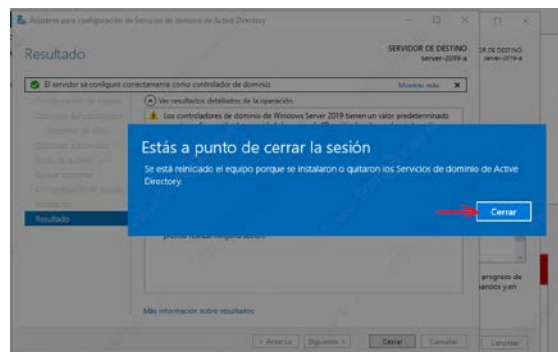 Asistente para configuración de Servicios de dominio de Active Directory
Resultado
SERVIDOR DE DESTINO
server-2019-a
El servidor se configuró correctamente como controlador de dominio
Mostrar más
Ver resultados detallados de la operación
Los controladores de dominio de Windows Server 2019 tienen un valor predeterminado
Estás a punto de cerrar la sesión
Se está reiniciado el equipo porque se instalaron o quitaron los Servicios de dominio de Active
Directory
Cerrar
Resultado
Más información sobre resultados
< Anterior
Siguiente >
Cerrar
Cancelar
Cancelar
progreso de